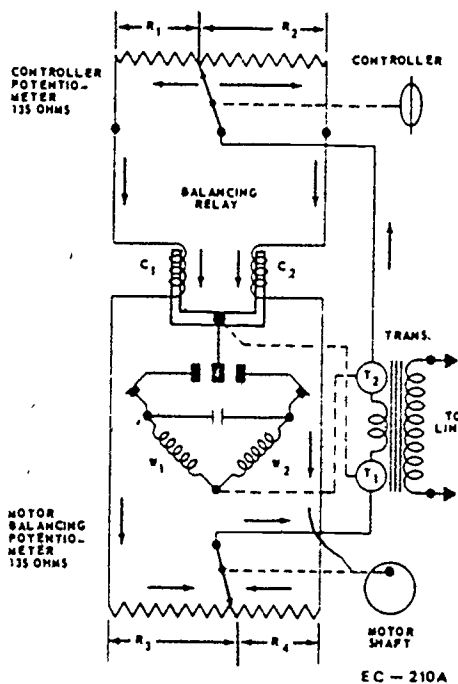 R1
R2
CONTROLLER
POTENTIO-
METER
135 OHMS
CONTROLLER
BALANCING
RELAY
C1
C2
TRANS.
T2
TO
LINE
T1
W1
W2
MOTOR
BALANCING
POTENTIO-
METER
135 OHMS
R3
R4
MOTOR
SHAFT
EC — 210A